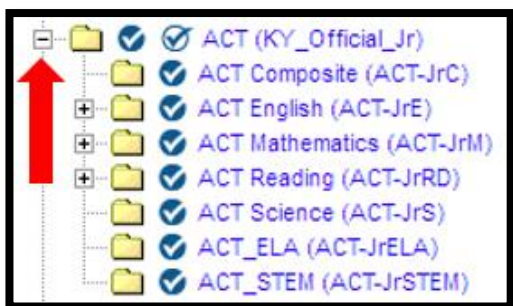 ACT (KY_Official_Jr)
ACT Composite (ACT-JrC)
ACT English (ACT-JrE)
ACT Mathematics (ACT-JrM)
ACT Reading (ACT-JrRD)
ACT Science (ACT-JrS)
ACT_ELA (ACT-JrELA)
ACT_STEM (ACT-JrSTEM)